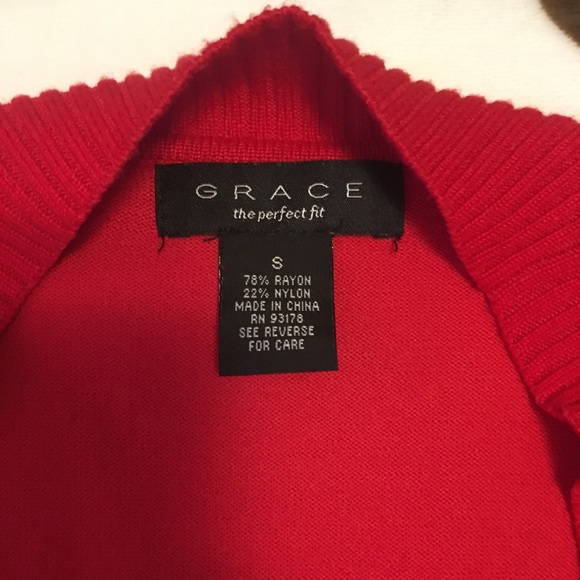 GRACE
the perfect fit
S
78% RAYON
22% NYLON
MADE IN CHINA
RN 93178
SEE REVERSE
FOR CARE